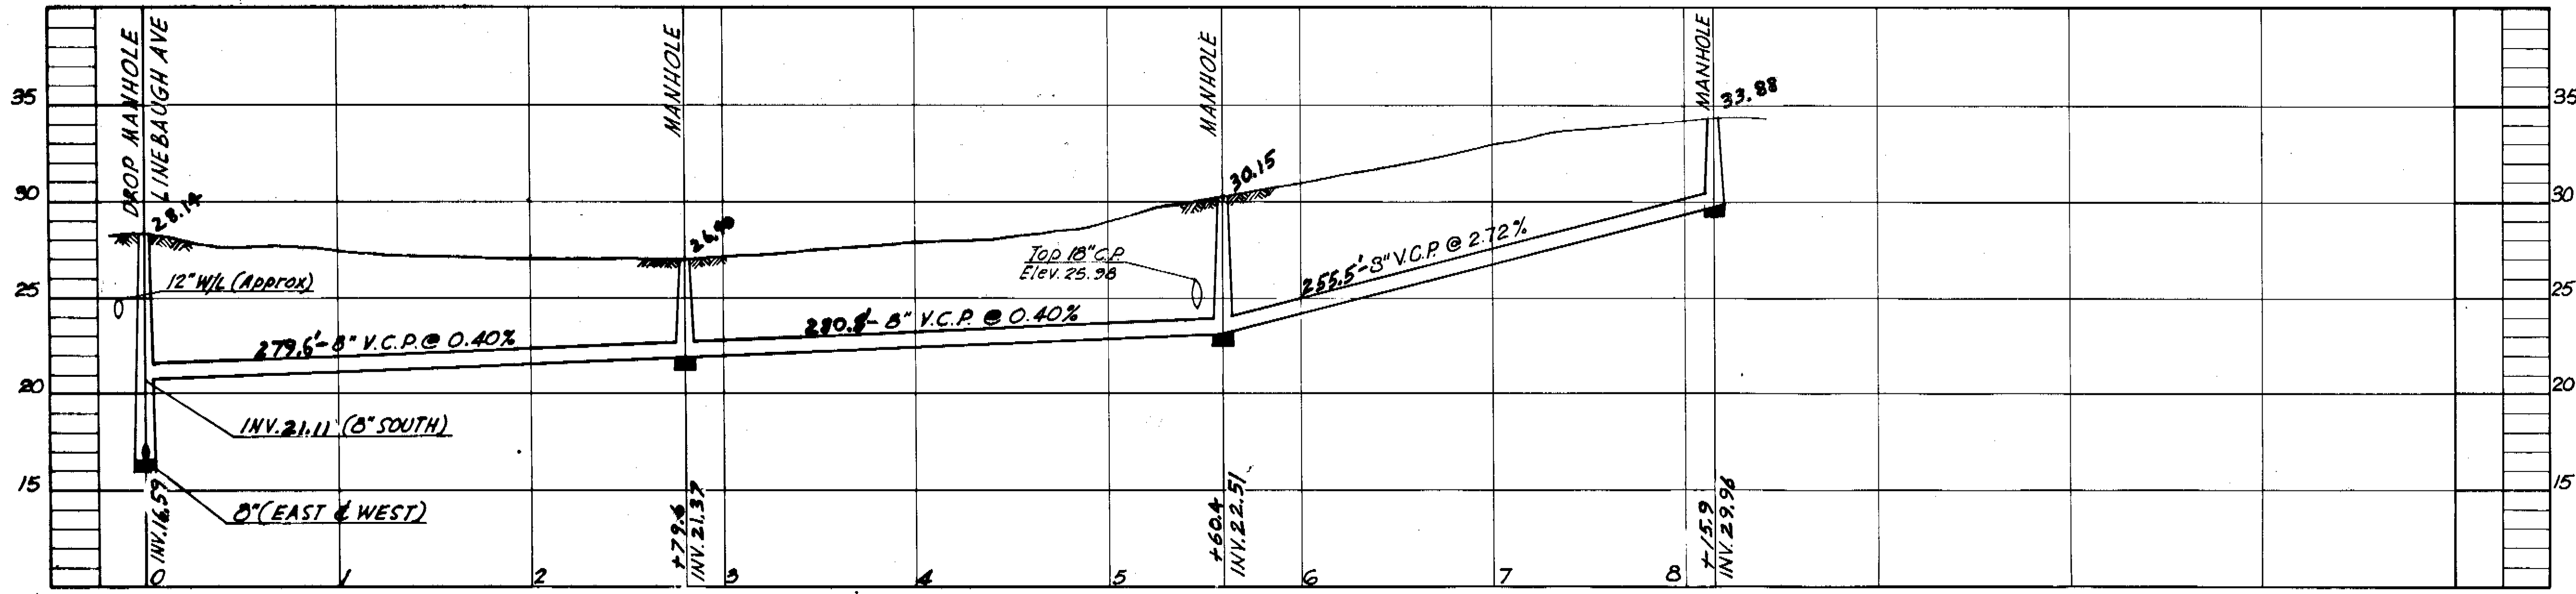 DROP MANHOLE
LINEBAUGH AVE
MANHOLE
MANHOLE
MANHOLE
35
35
33.88
30
30
28.14
30.15
Top 18" C.P.
Elev. 25.98
12" W/L (Approx)
25
25
255.5'-8" V.C.P. @ 2.72%
279.6'-8" V.C.P. @ 0.40%
280.8'-8" V.C.P. @ 0.40%
20
20
INV. 21.11 (8" SOUTH)
15
15
8" (EAST & WEST)
INV. 16.59
+79.6
INV. 21.37
+60.4
INV. 22.51
+15.9
INV. 29.96
0
1
2
3
4
5
6
7
8